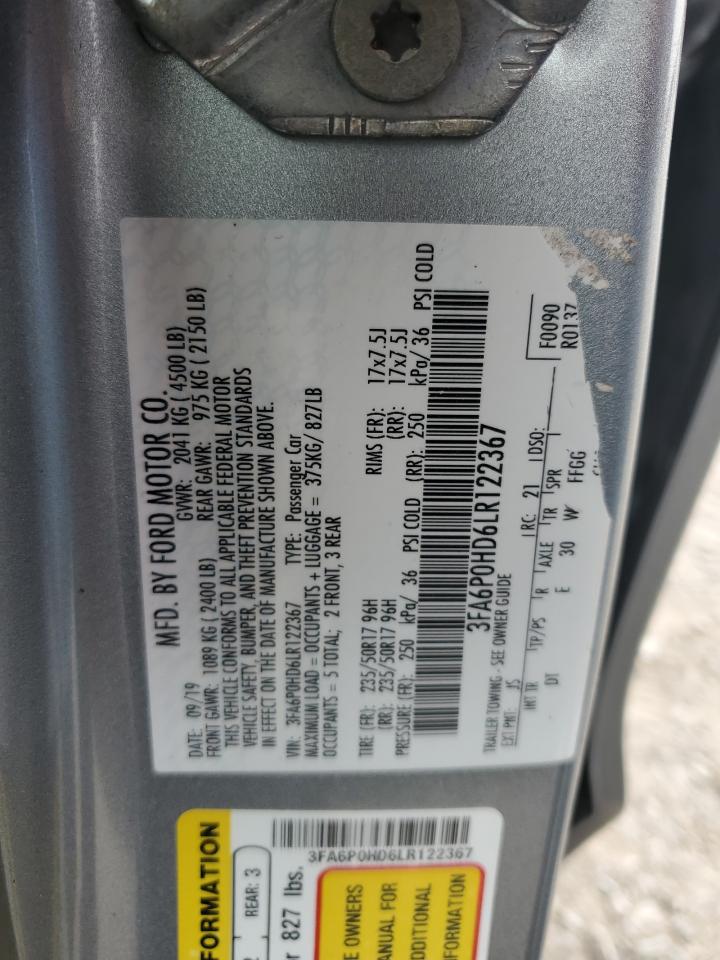 MFD. BY FORD MOTOR CO.
DATE: 09/19 GVWR: 2041 KG ( 4500 LB)
FRONT GAWR: 1089 KG ( 2400 LB) REAR GAWR: 975 KG ( 2150 LB)
THIS VEHICLE CONFORMS TO ALL APPLICABLE FEDERAL MOTOR
VEHICLE SAFETY, BUMPER, AND THEFT PREVENTION STANDARDS
IN EFFECT ON THE DATE OF MANUFACTURE SHOWN ABOVE.
VIN: 3FA6P0HD6LR122367 TYPE: Passenger Car
MAXIMUM LOAD = OCCUPANTS + LUGGAGE = 375KG/ 827LB
OCCUPANTS = 5 TOTAL; 2 FRONT, 3 REAR
TIRE (FR): 235/50R17 96H RIMS (FR): 17x7.5J
(RR): 235/50R17 96H (RR): 17x7.5J
PRESSURE (FR): 250 kPa/ 36 PSI COLD (RR): 250 kPa/ 36 PSI COLD
3FA6P0HD6LR122367
TRAILER TOWING - SEE OWNER GUIDE
EXT PNT: JS RC: 21 DSO: F0090
R0137
INT TR TP/PS R AXLE TR SPR
DT E 30 W FFGG
3FA6P0HD6LR122367
FORMATION
REAR: 3
r 827 lbs.
E OWNERS
ANUAL FOR
DDITIONAL
FORMATION